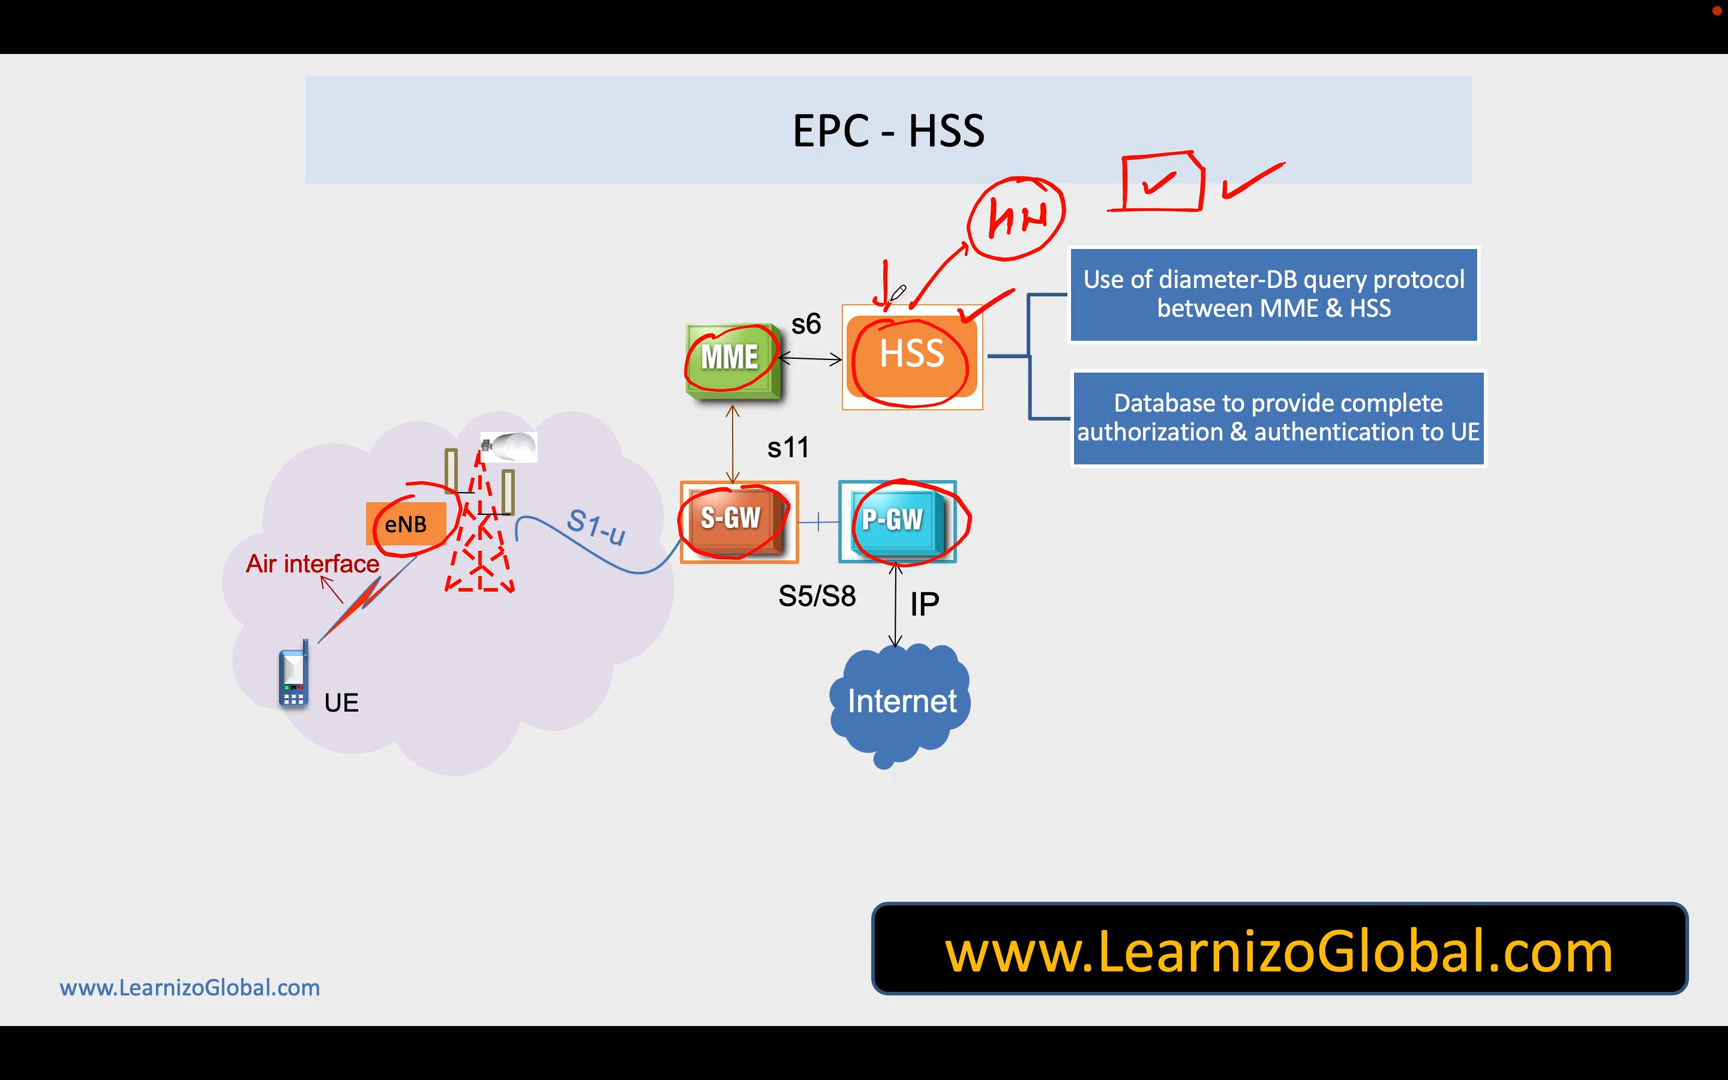 EPC - HSS
HN
Use of diameter-DB query protocol
between MME & HSS
s6
MME
HSS
Database to provide complete
authorization & authentication to UE
s11
eNB
S-GW
P-GW
S1-u
Air interface
S5/S8
IP
UE
Internet
www.LearnizoGlobal.com
www.LearnizoGlobal.com